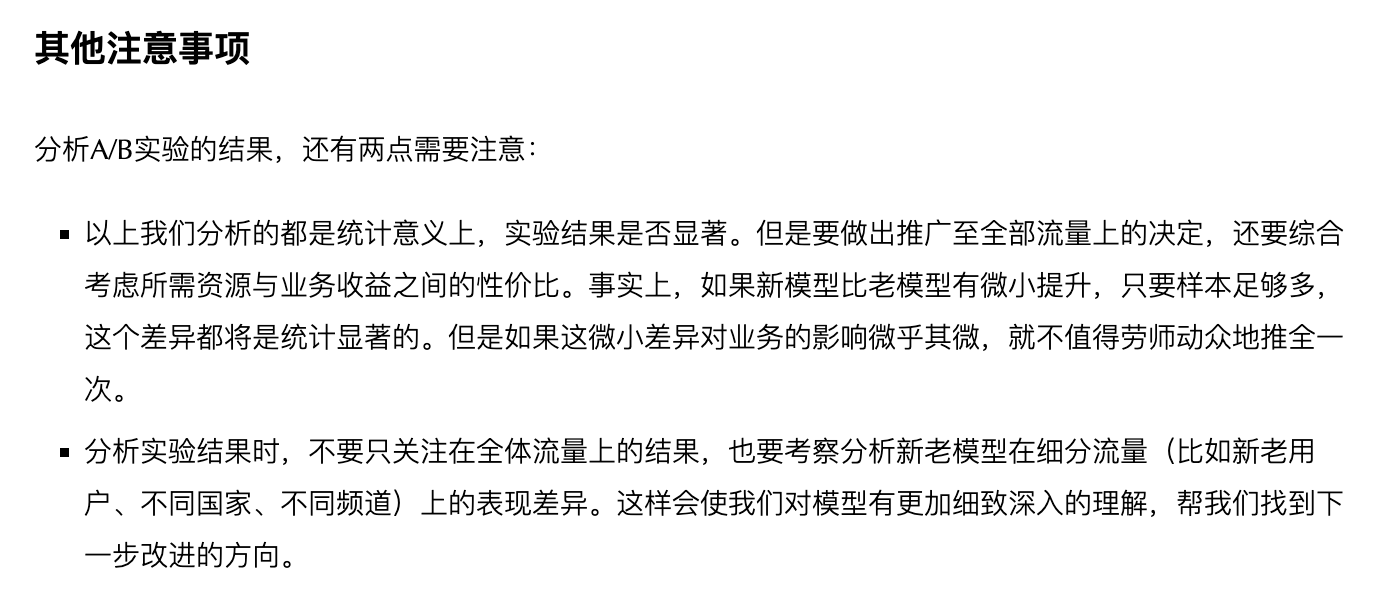 其他注意事项
分析A/B实验的结果，还有两点需要注意：
▪ 以上我们分析的都是统计意义上，实验结果是否显著。但是要做出推广至全部流量上的决定，还要综合
考虑所需资源与业务收益之间的性价比。事实上，如果新模型比老模型有微小提升，只要样本足够多，
这个差异都将是统计显著的。但是如果这微小差异对业务的影响微乎其微，就不值得劳师动众地推全一
次。
▪ 分析实验结果时，不要只关注在全体流量上的结果，也要考察分析新老模型在细分流量（比如新老用
户、不同国家、不同频道）上的表现差异。这样会使我们对模型有更加细致深入的理解，帮我们找到下
一步改进的方向。